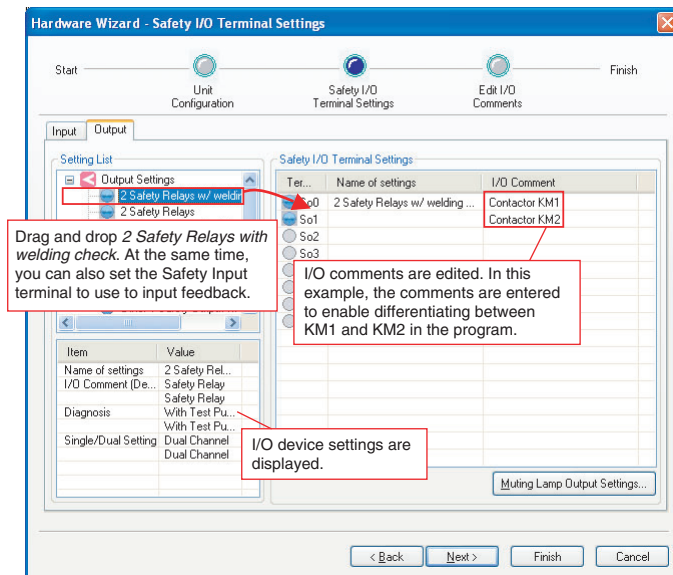 Hardware Wizard - Safety I/O Terminal Settings
Start
Finish
Unit
Configuration
Safety I/O
Terminal Settings
Edit I/O
Comments
Input Output
Setting List
Output Settings
2 Safety Relays w/ weldin
2 Safety Relays
Drag and drop 2 Safety Relays with
welding check. At the same time,
you can also set the Safety Input
terminal to use to input feedback.
Item Value
Name of settings 2 Safety Rel...
I/O Comment (De... Safety Relay
Safety Relay
Diagnosis With Test Pu...
With Test Pu...
Single/Dual Setting Dual Channel
Dual Channel
Safety I/O Terminal Settings
Ter... Name of settings I/O Comment
So0 2 Safety Relays w/ welding ... Contactor KM1
So1 Contactor KM2
So2
So3
I/O comments are edited. In this
example, the comments are entered
to enable differentiating between
KM1 and KM2 in the program.
I/O device settings are
displayed.
Muting Lamp Output Settings...
< Back Next > Finish Cancel